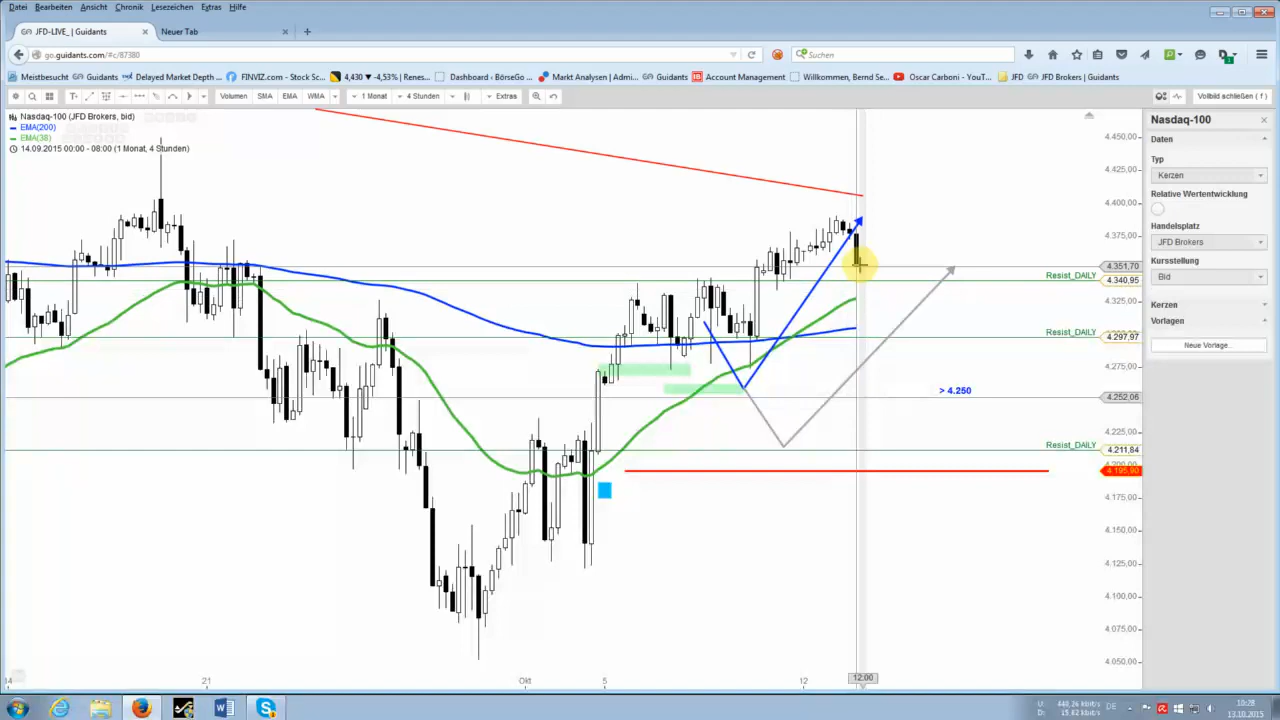 Datei Bearbeiten Ansicht Chronik Lesezeichen Extras Hilfe
JFD-LIVE_ | Guidants
Neuer Tab
go.guidants.com/#c/87380
Suchen
Meistbesucht Guidants Delayed Market Depth ... FINVIZ.com - Stock Scr... 4,430 ▼ -4,53% | Renes... Dashboard - BörseGo ... Markt Analysen | Admi... Guidants Account Management Willkommen, Bernd Se... Oscar Carboni - YouT... JFD JFD Brokers | Guidants
Volumen SMA EMA WMA 1 Monat 4 Stunden Extras
Vollbild schließen ( f )
Nasdaq-100 (JFD Brokers, bid)
EMA(200)
EMA(38)
14.09.2015 00:00 - 08:00 (1 Monat, 4 Stunden)
4.450,00
4.425,00
4.400,00
4.375,00
4.351,70
Resist_DAILY
4.340,95
4.325,00
Resist_DAILY
4.297,97
4.275,00
> 4.250
4.252,06
4.225,00
Resist_DAILY
4.211,84
4.195,90
4.175,00
4.150,00
4.125,00
4.100,00
4.075,00
4.050,00
14
21
Okt
5
12
12:00
Nasdaq-100
Daten
Typ
Kerzen
Relative Wertentwicklung
Handelsplatz
JFD Brokers
Kursstellung
Bid
Kerzen
Vorlagen
Neue Vorlage...
U:
D:
15,82 kbit/s
DE
10:28
13.10.2015